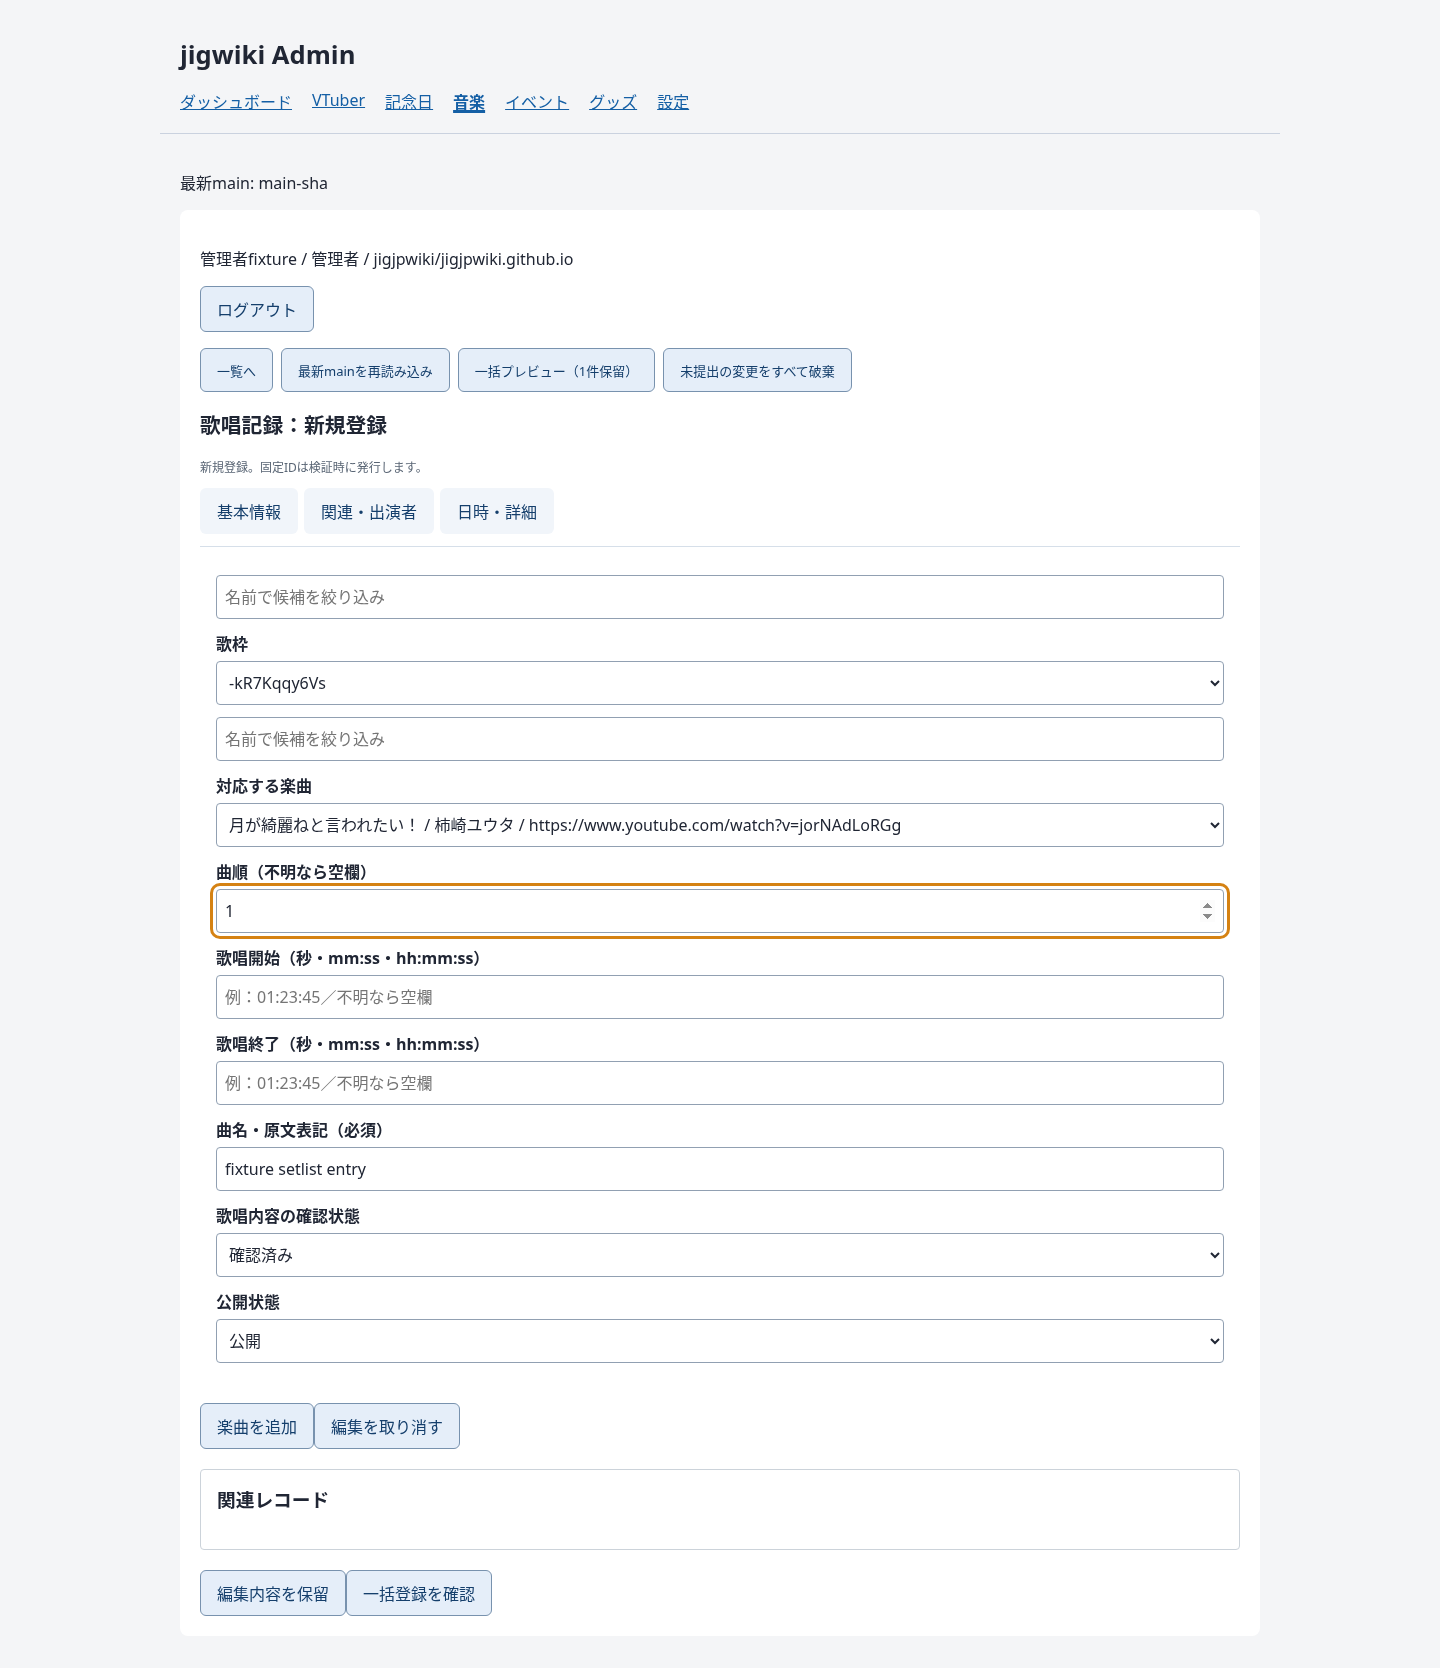 jigwiki Admin
ダッシュボード VTuber 記念日 音楽 イベント グッズ 設定
最新main: main-sha
管理者fixture / 管理者 / jigjpwiki/jigjpwiki.github.io
ログアウト
一覧へ 最新mainを再読み込み 一括プレビュー（1件保留） 未提出の変更をすべて破棄
歌唱記録：新規登録
新規登録。固定IDは検証時に発行します。
基本情報 関連・出演者 日時・詳細
名前で候補を絞り込み
歌枠
-kR7Kqqy6Vs
名前で候補を絞り込み
対応する楽曲
月が綺麗ねと言われたい！ / 柿崎ユウタ / https://www.youtube.com/watch?v=jorNAdLoRGg
曲順（不明なら空欄）
1
歌唱開始（秒・mm:ss・hh:mm:ss）
例：01:23:45／不明なら空欄
歌唱終了（秒・mm:ss・hh:mm:ss）
例：01:23:45／不明なら空欄
曲名・原文表記（必須）
fixture setlist entry
歌唱内容の確認状態
確認済み
公開状態
公開
楽曲を追加 編集を取り消す
関連レコード
編集内容を保留 一括登録を確認